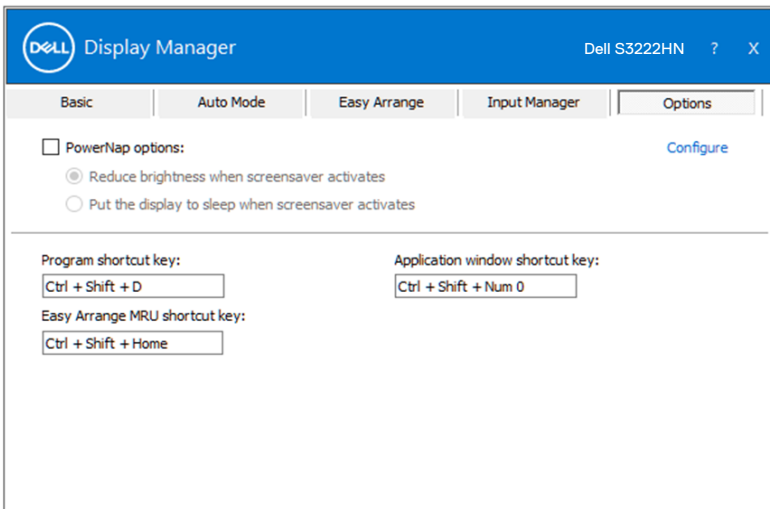 DELL Display Manager Dell S3222HN ? X
Basic Auto Mode Easy Arrange Input Manager Options
PowerNap options: Configure
Reduce brightness when screensaver activates
Put the display to sleep when screensaver activates
Program shortcut key: Application window shortcut key:
Ctrl + Shift + D Ctrl + Shift + Num 0
Easy Arrange MRU shortcut key:
Ctrl + Shift + Home